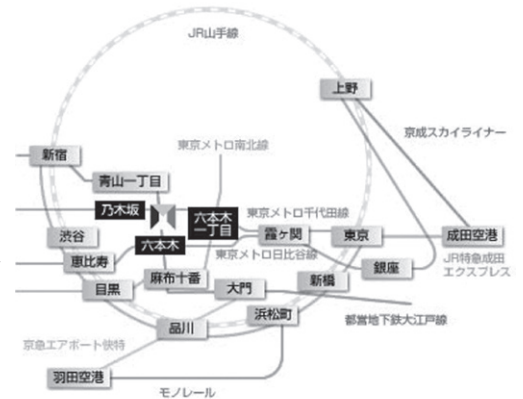 JR山手線
上野
京成スカイライナー
東京メトロ南北線
新宿
青山一丁目
乃木坂
六本木
一丁目
東京メトロ千代田線
渋谷
六本木
霞ヶ関
東京
成田空港
東京メトロ日比谷線
恵比寿
銀座
JR特急成田
エクスプレス
麻布十番
新橋
目黒
大門
浜松町
都営地下鉄大江戸線
品川
京急エアポート快特
羽田空港
モノレール